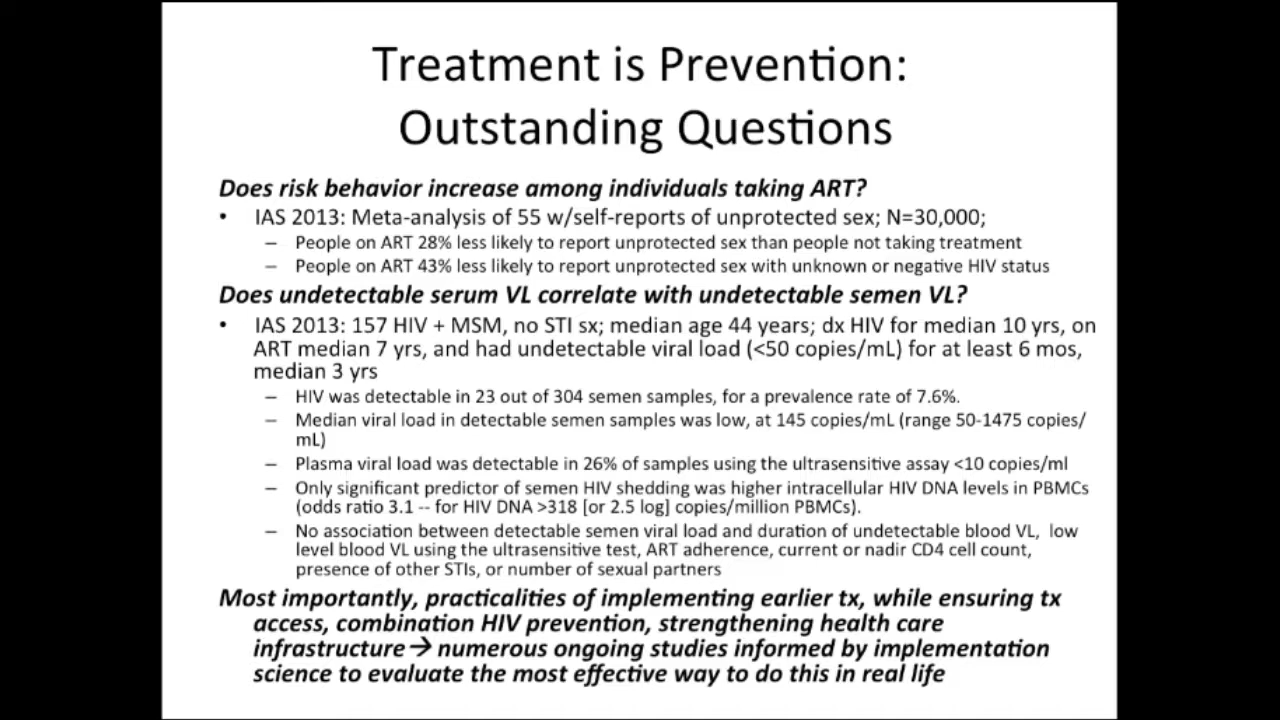 Treatment is Prevention:
Outstanding Questions
Does risk behavior increase among individuals taking ART?
• IAS 2013: Meta-analysis of 55 w/self-reports of unprotected sex; N=30,000;
– People on ART 28% less likely to report unprotected sex than people not taking treatment
– People on ART 43% less likely to report unprotected sex with unknown or negative HIV status
Does undetectable serum VL correlate with undetectable semen VL?
• IAS 2013: 157 HIV + MSM, no STI sx; median age 44 years; dx HIV for median 10 yrs, on
ART median 7 yrs, and had undetectable viral load (<50 copies/mL) for at least 6 mos,
median 3 yrs
– HIV was detectable in 23 out of 304 semen samples, for a prevalence rate of 7.6%.
– Median viral load in detectable semen samples was low, at 145 copies/mL (range 50-1475 copies/
mL)
– Plasma viral load was detectable in 26% of samples using the ultrasensitive assay <10 copies/ml
– Only significant predictor of semen HIV shedding was higher intracellular HIV DNA levels in PBMCs
(odds ratio 3.1 -- for HIV DNA >318 [or 2.5 log] copies/million PBMCs).
– No association between detectable semen viral load and duration of undetectable blood VL, low
level blood VL using the ultrasensitive test, ART adherence, current or nadir CD4 cell count,
presence of other STIs, or number of sexual partners
Most importantly, practicalities of implementing earlier tx, while ensuring tx
access, combination HIV prevention, strengthening health care
infrastructure→ numerous ongoing studies informed by implementation
science to evaluate the most effective way to do this in real life